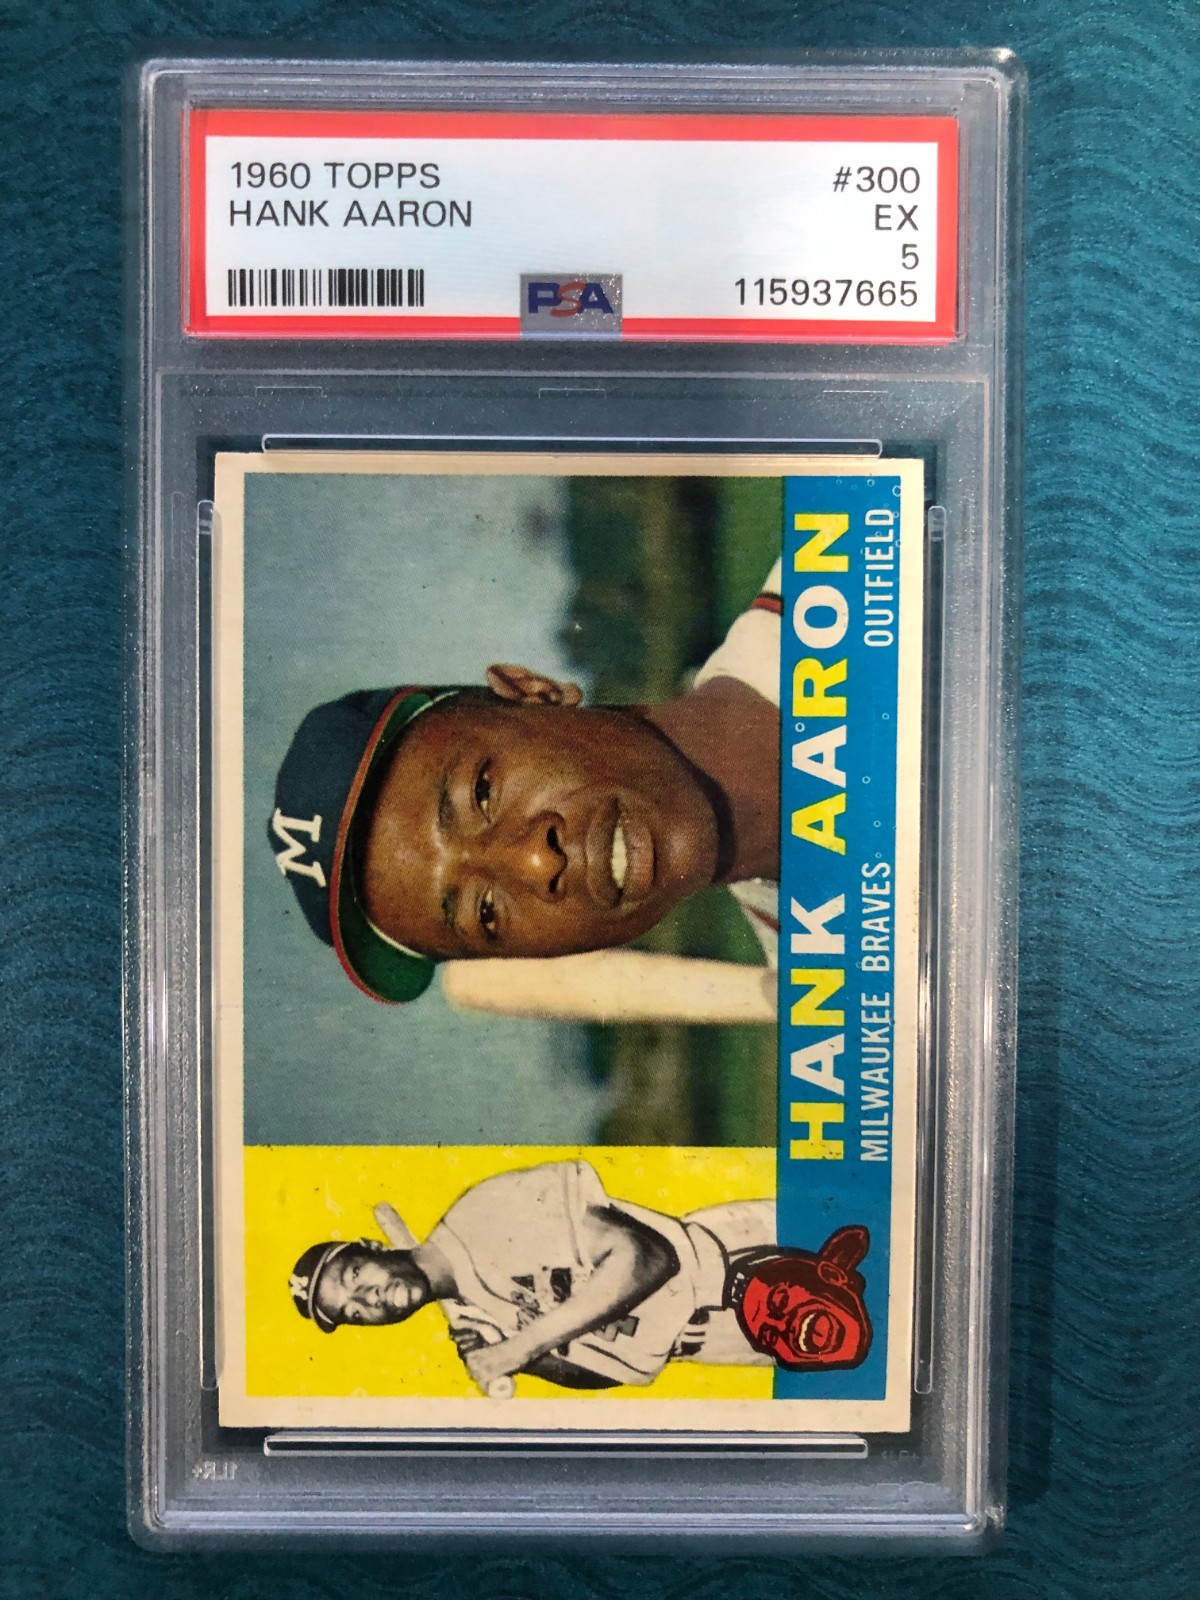 1960 TOPPS
HANK AARON
#300
EX
5
115937665
PSA
M
HANK AARON
MILWAUKEE BRAVES
OUTFIELD
M